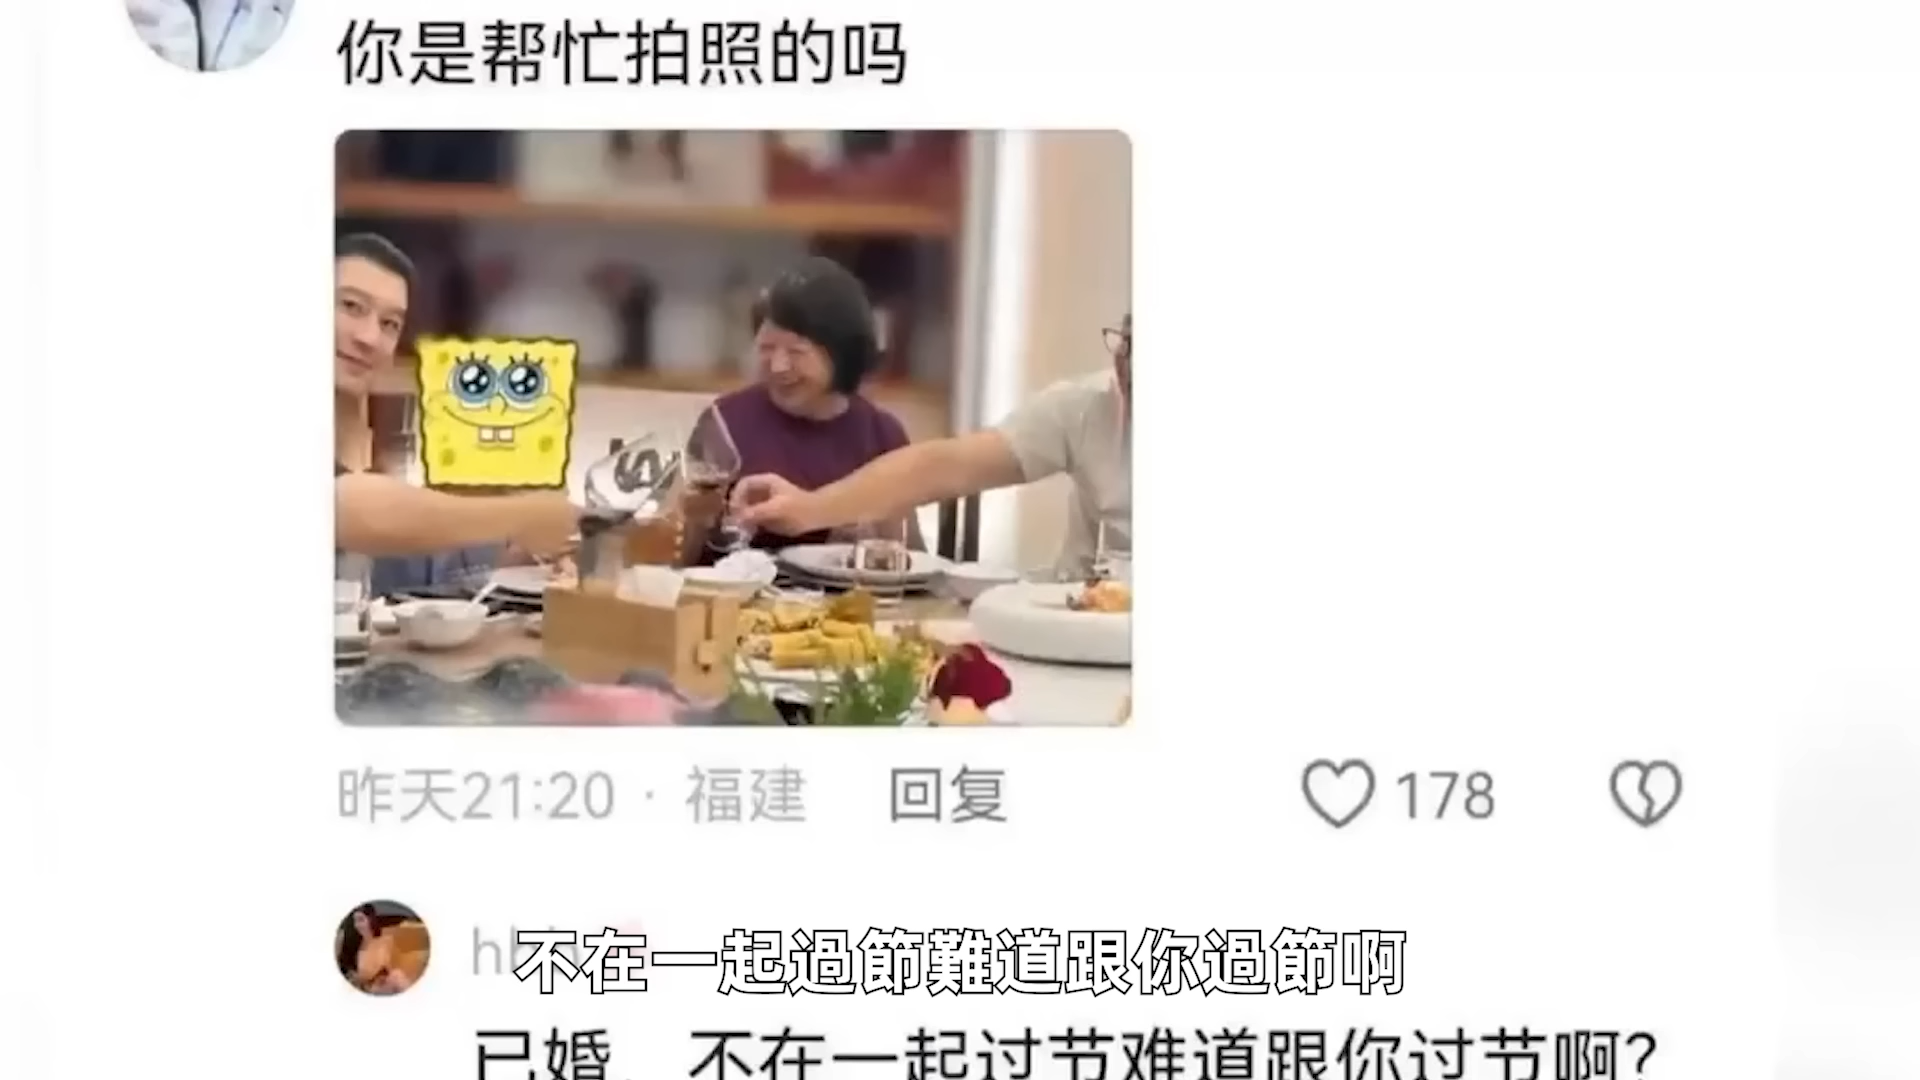 你是帮忙拍照的吗
昨天21:20 · 福建 回复 178
不在一起過節難道跟你過節啊
已婚、不在一起过节难道跟你过节啊?